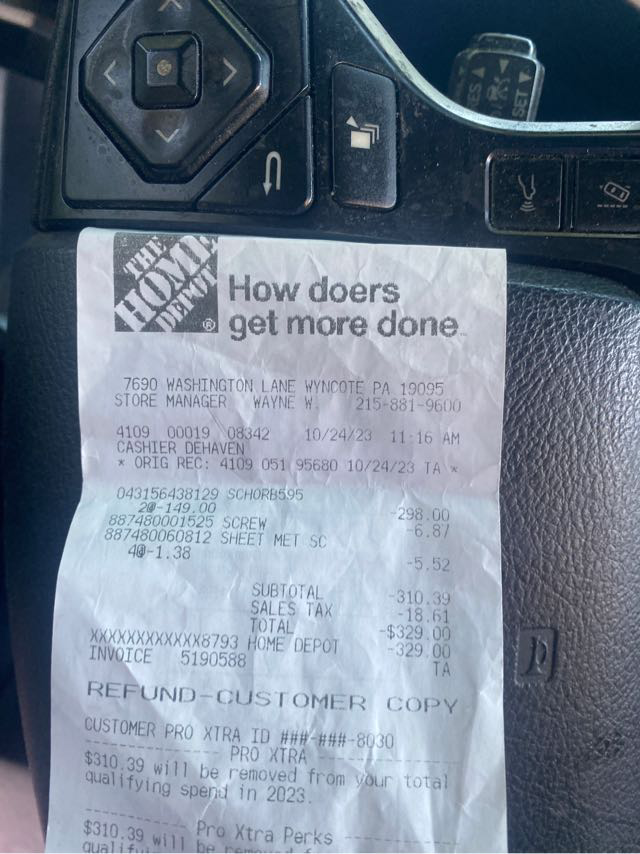 THE
HOME
DEPOT
®
How doers
get more done™
7690 WASHINGTON LANE WYNCOTE PA 19095
STORE MANAGER WAYNE W. 215-881-9600
4109 00019 08342 10/24/23 11:16 AM
CASHIER DEHAVEN
* ORIG REC: 4109 051 95680 10/24/23 TA *
043156438129 SCHORB595
2@-149.00 -298.00
887480001525 SCREW -6.87
887480060812 SHEET MET SC
4@-1.38 -5.52
SUBTOTAL -310.39
SALES TAX -18.61
TOTAL -$329.00
XXXXXXXXXXXX8793 HOME DEPOT -329.00
INVOICE 5190588 TA
REFUND-CUSTOMER COPY
CUSTOMER PRO XTRA ID ###-###-8030
PRO XTRA
$310.39 will be removed from your total
qualifying spend in 2023.
Pro Xtra Perks
$310.39 will be removed